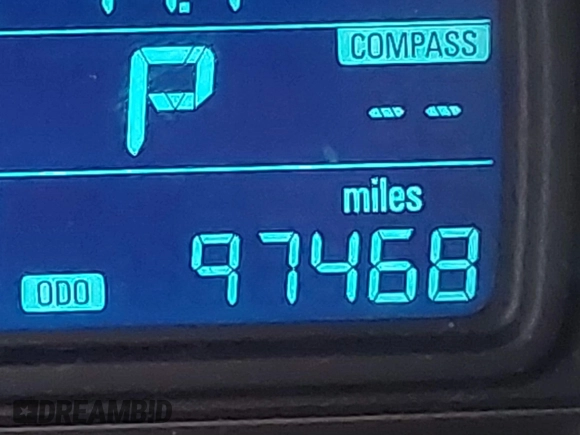 P
COMPASS
-- --
miles
ODO 97468
DREAMBID